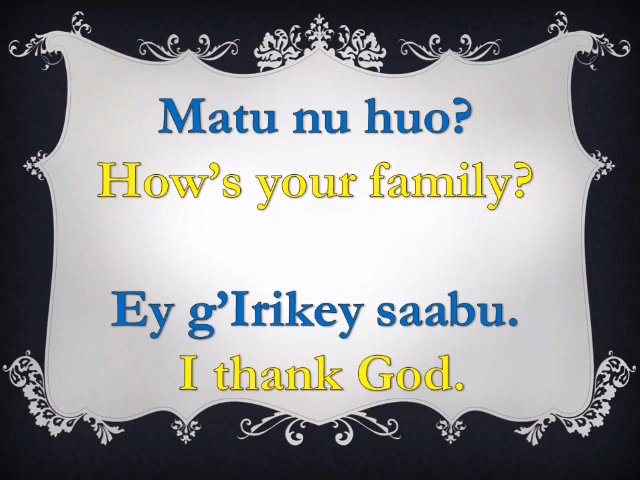 Matu nu huo?
How's your family?
Ey g'Irikey saabu.
I thank God.